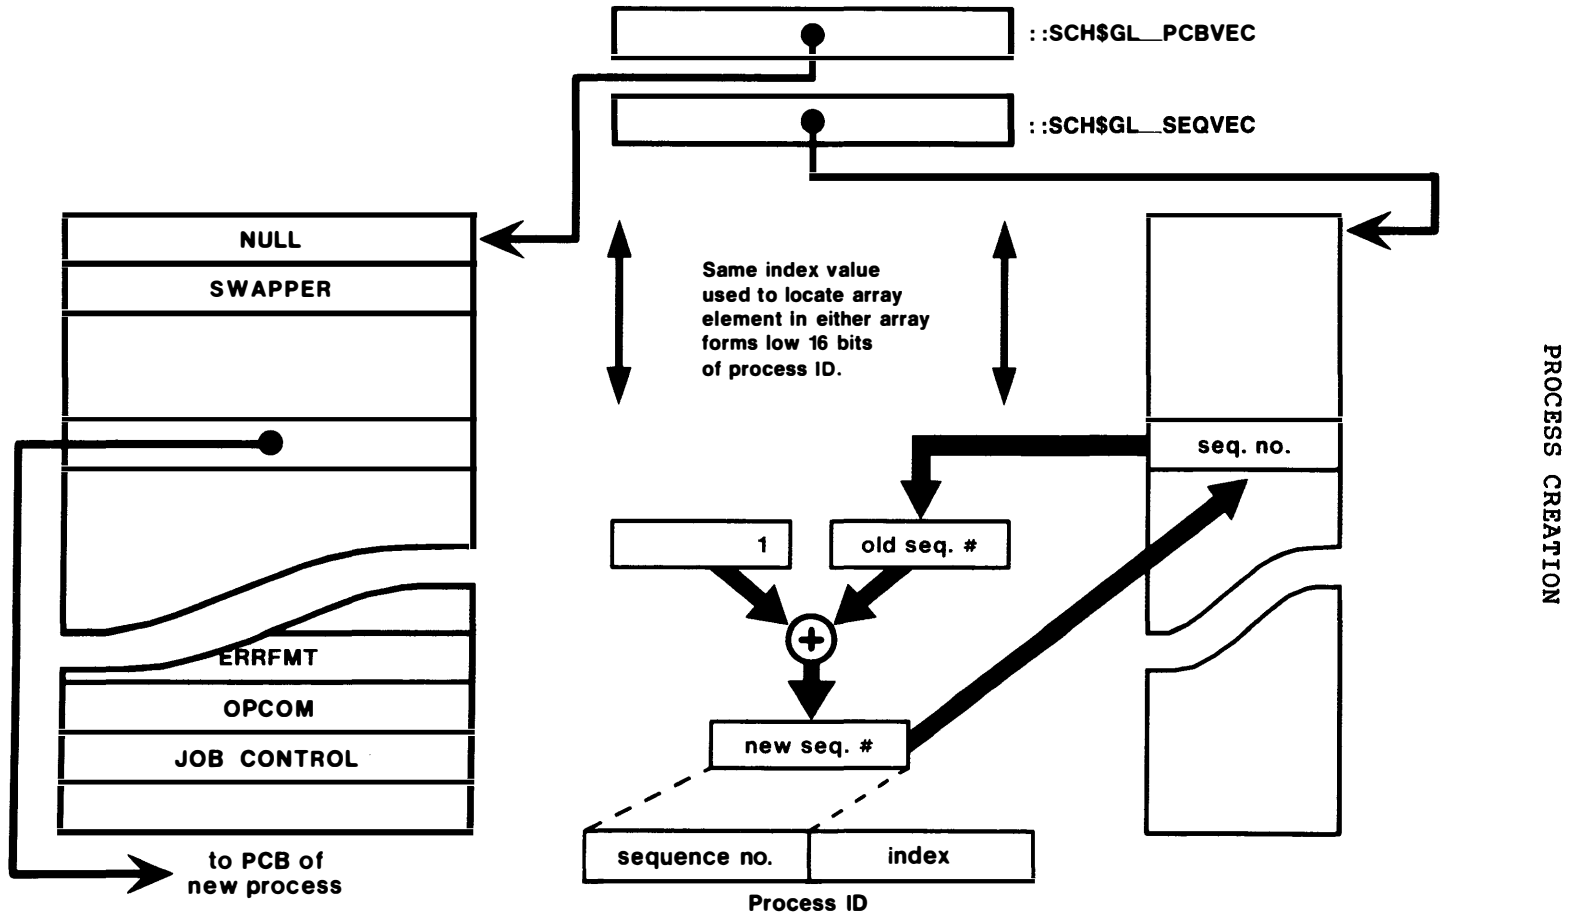 ::SCH$GL_PCBVEC
::SCH$GL_SEQVEC
NULL
SWAPPER
Same index value
used to locate array
element in either array
forms low 16 bits
of process ID.
seq. no.
1
old seq. #
+
ERRFMT
OPCOM
JOB CONTROL
new seq. #
sequence no.
index
Process ID
to PCB of
new process
PROCESS CREATION